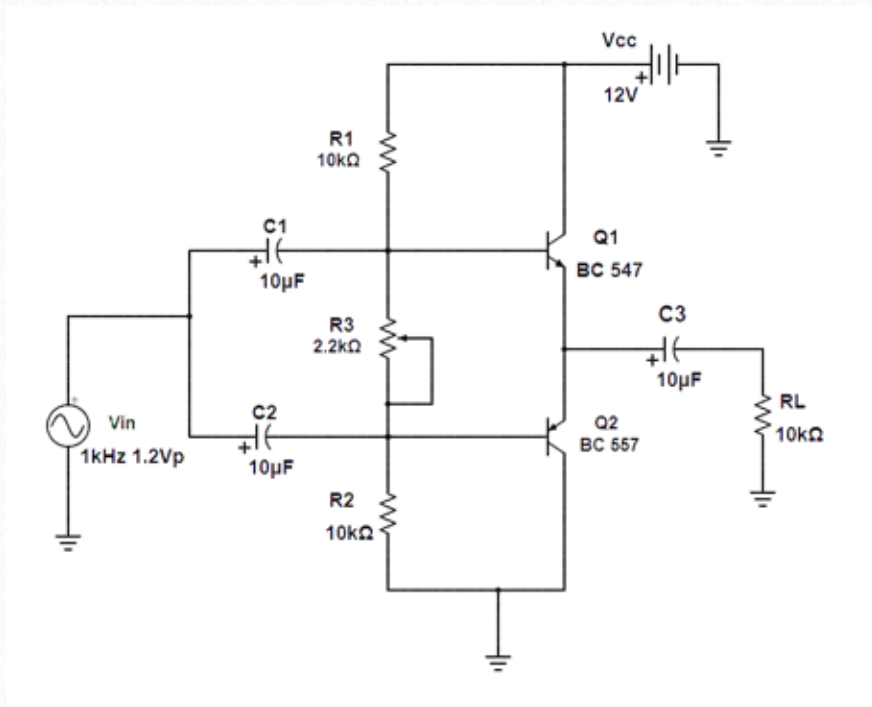 Vcc
+
12V
R1
10kΩ
C1
+
10µF
Q1
BC 547
R3
2.2kΩ
C3
+
10µF
+
Vin
1kHz 1.2Vp
C2
+
10µF
Q2
BC 557
RL
10kΩ
R2
10kΩ